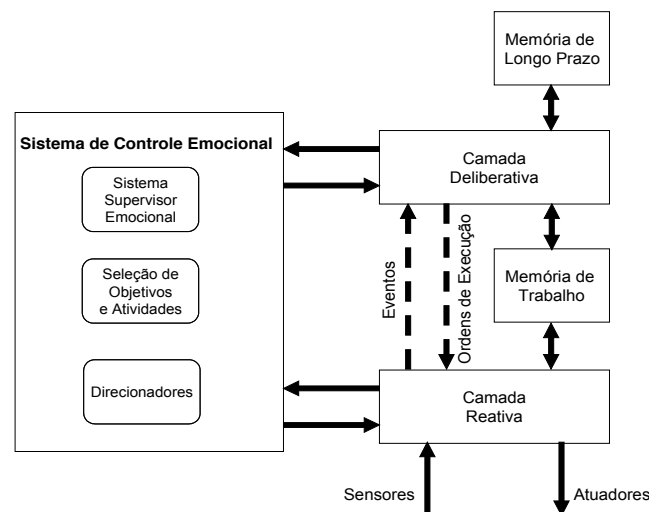 Memória de
Longo Prazo
Sistema de Controle Emocional
Sistema
Supervisor
Emocional
Seleção de
Objetivos
e Atividades
Direcionadores
Camada
Deliberativa
Eventos
Ordens de Execução
Memória de
Trabalho
Camada
Reativa
Sensores
Atuadores